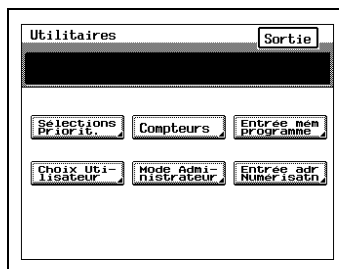 Utilitaires
Sortie
Sélections
Priorit.
Compteurs
Entrée mém
programme
Choix Uti-
lisateur
Mode Admi-
nistrateur
Entrée adr
Numérisatn